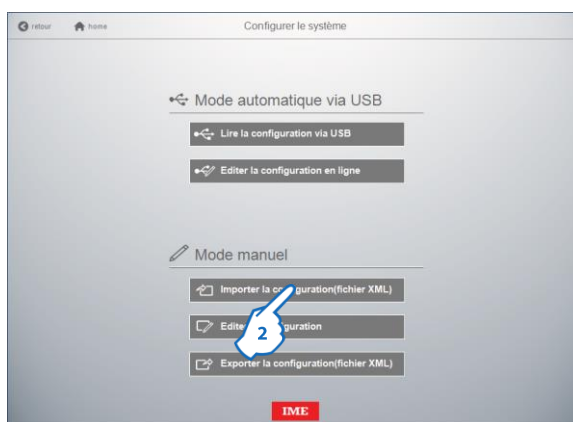 retour
home
Configurer le système
Mode automatique via USB
Lire la configuration via USB
Editer la configuration en ligne
Mode manuel
Importer la configuration(fichier XML)
2
Exporter la configuration(fichier XML)
IME